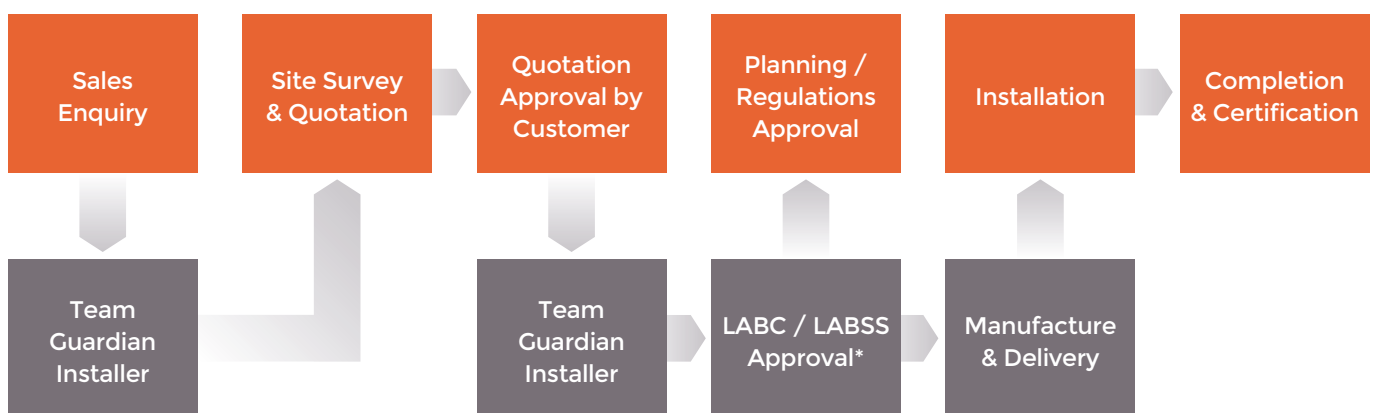 Sales
Enquiry
Site Survey
& Quotation
Quotation
Approval by
Customer
Planning /
Regulations
Approval
Installation
Completion
& Certification
Team
Guardian
Installer
Team
Guardian
Installer
LABC / LABSS
Approval*
Manufacture
& Delivery